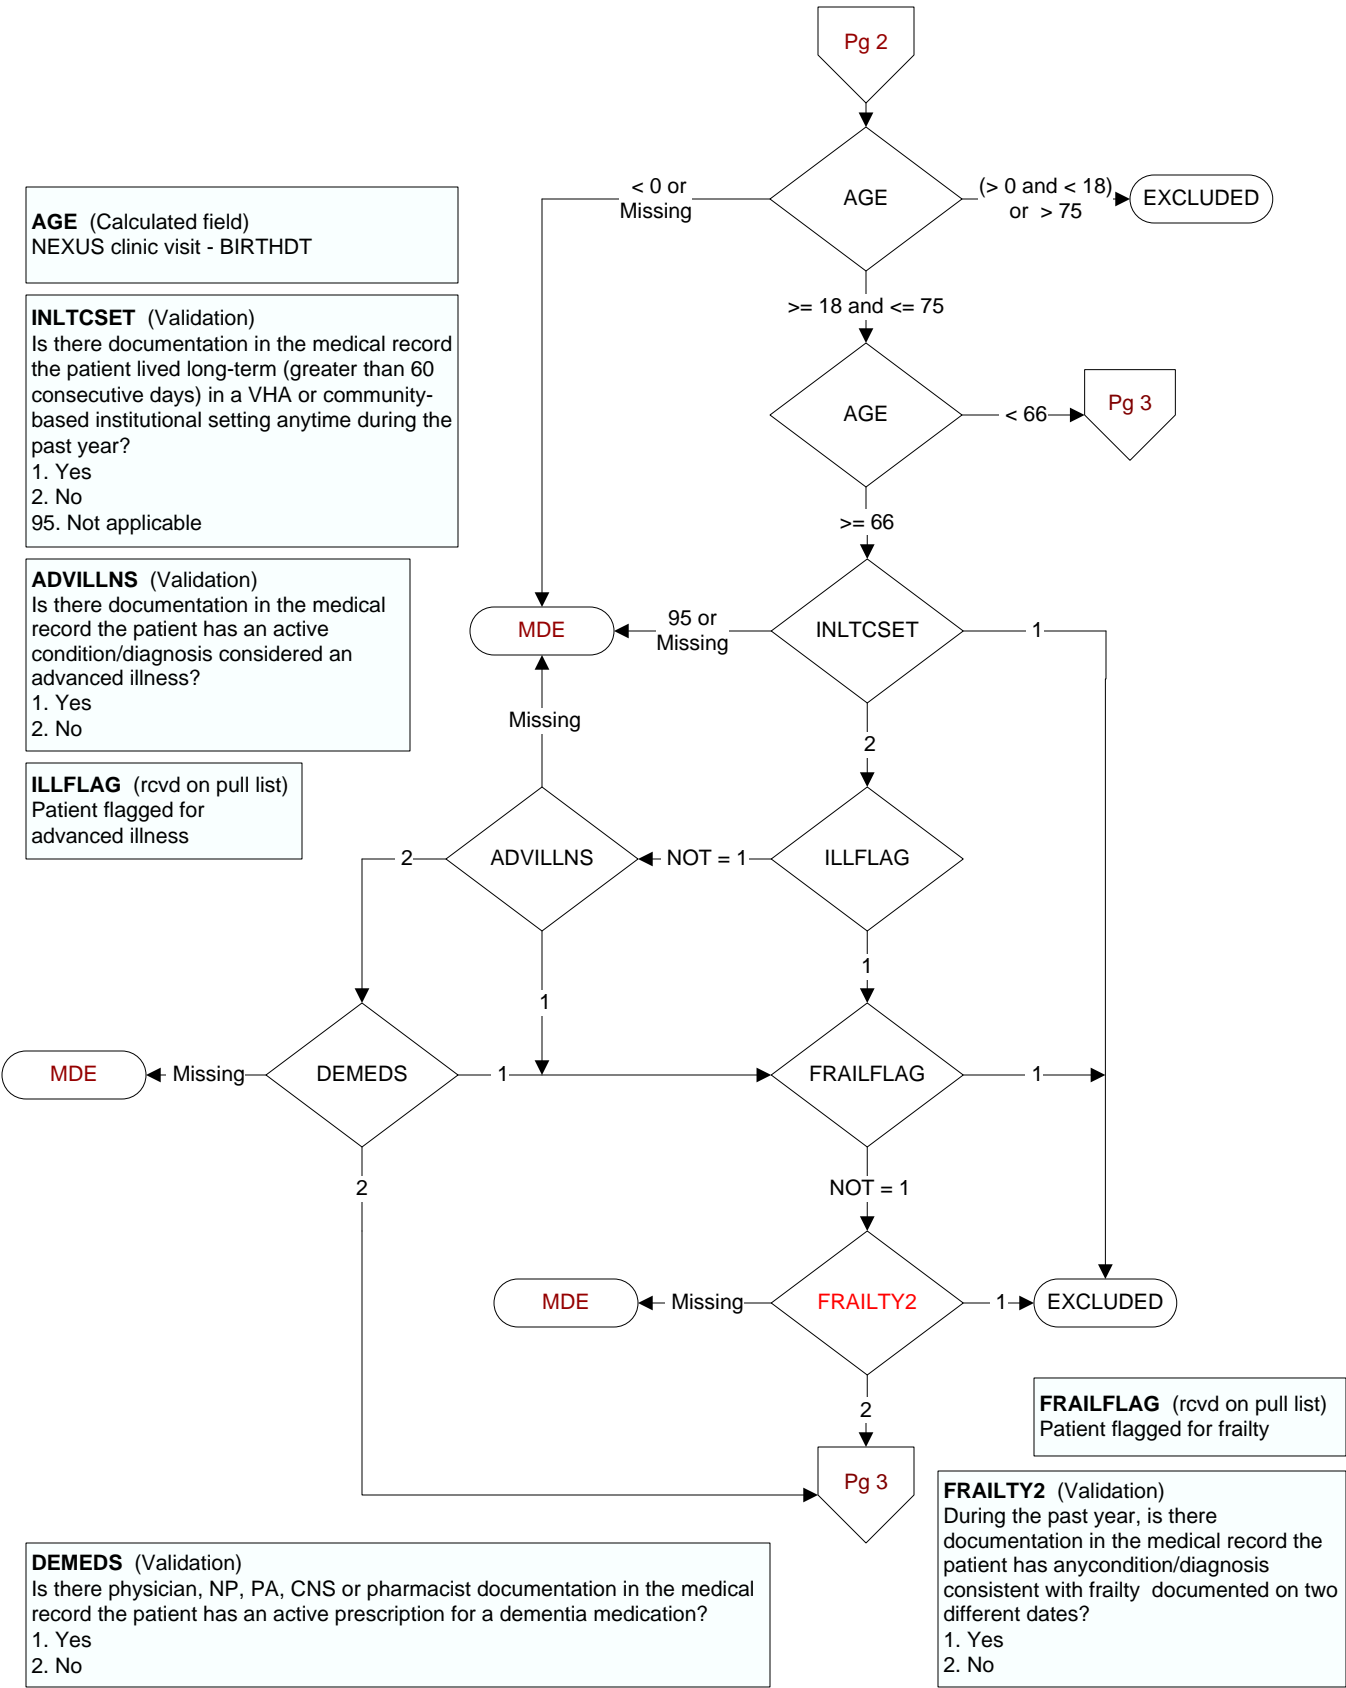 Pg 2
AGE
< 0 or
Missing
(> 0 and < 18)
or  > 75
EXCLUDED
>= 18 and <= 75
AGE
< 66
Pg 3
>= 66
INLTCSET
95 or
Missing
MDE
1
2
Missing
ILLFLAG
NOT = 1
ADVILLNS
2
1
1
DEMEDS
Missing
MDE
1
FRAILFLAG
1
2
NOT = 1
FRAILTY2
Missing
MDE
1
EXCLUDED
2
Pg 3
AGE  (Calculated field)
NEXUS clinic visit - BIRTHDT
INLTCSET  (Validation)
Is there documentation in the medical record
the patient lived long-term (greater than 60
consecutive days) in a VHA or community-
based institutional setting anytime during the
past year?
1. Yes
2. No
95. Not applicable
ADVILLNS  (Validation)
Is there documentation in the medical
record the patient has an active
condition/diagnosis considered an
advanced illness?
1. Yes
2. No
ILLFLAG  (rcvd on pull list)
Patient flagged for
advanced illness
FRAILFLAG  (rcvd on pull list)
Patient flagged for frailty
FRAILTY2  (Validation)
During the past year, is there
documentation in the medical record the
patient has anycondition/diagnosis
consistent with frailty  documented on two
different dates?
1. Yes
2. No
DEMEDS  (Validation)
Is there physician, NP, PA, CNS or pharmacist documentation in the medical
record the patient has an active prescription for a dementia medication?
1. Yes
2. No